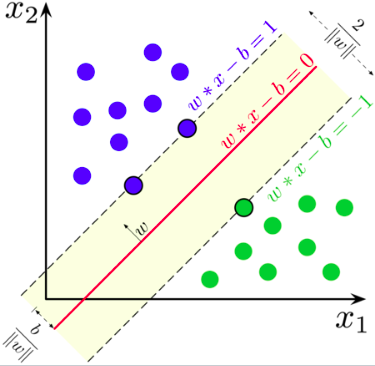 x₂
w * x − b = 1
2
‖w‖
w * x − b = 0
w * x − b = −1
w
b
‖w‖
x₁